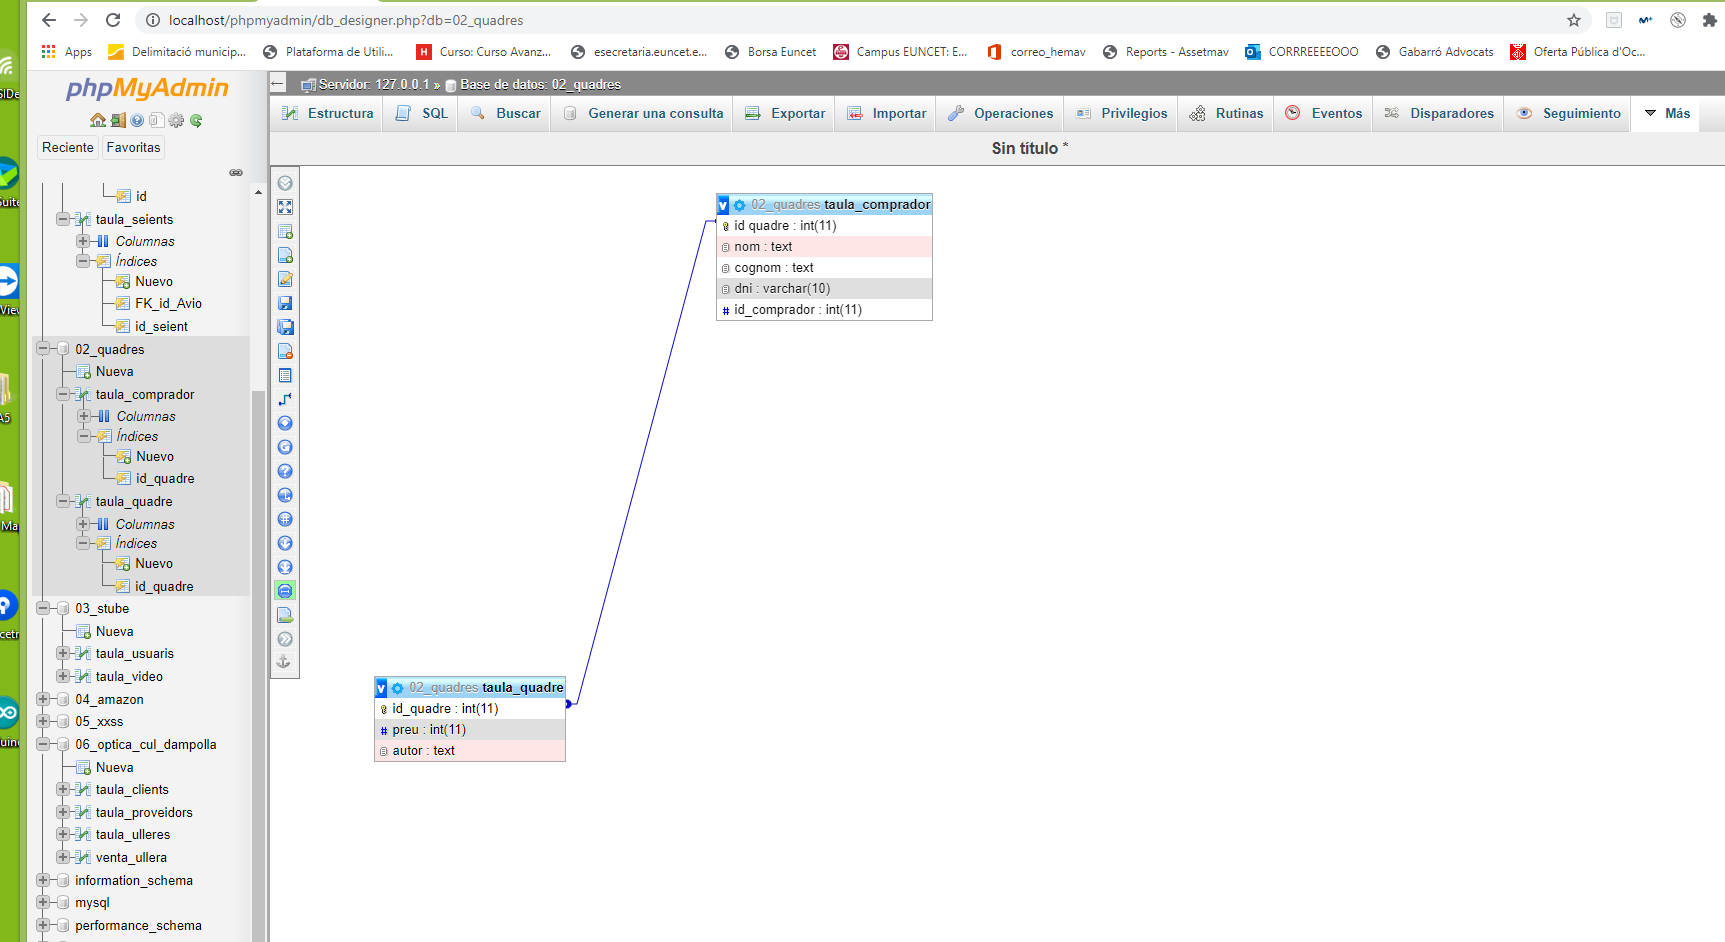 localhost/phpmyadmin/db_designer.php?db=02_quadres
Apps
Delimitació municip...
Plataforma de Utili...
Curso: Curso Avanz...
esecretaria.euncet.e...
Borsa Euncet
Campus EUNCET: E...
correo_hemav
Reports - Assetmav
CORRREEEEOOO
Gabarró Advocats
Oferta Pública d'Oc...
phpMyAdmin
Reciente
Favoritas
Servidor: 127.0.0.1 » Base de datos: 02_quadres
Estructura
SQL
Buscar
Generar una consulta
Exportar
Importar
Operaciones
Privilegios
Rutinas
Eventos
Disparadores
Seguimiento
Más
Sin título *
id
taula_seients
Columnas
Índices
Nuevo
FK_id_Avio
id_seient
02_quadres
Nueva
taula_comprador
Columnas
Índices
Nuevo
id_quadre
taula_quadre
Columnas
Índices
Nuevo
id_quadre
03_stube
Nueva
taula_usuaris
taula_video
04_amazon
05_xxss
06_optica_cul_dampolla
Nueva
taula_clients
taula_proveidors
taula_ulleres
venta_ullera
information_schema
mysql
performance_schema
v 02_quadres taula_comprador
id quadre : int(11)
nom : text
cognom : text
dni : varchar(10)
# id_comprador : int(11)
v 02_quadres taula_quadre
id_quadre : int(11)
# preu : int(11)
autor : text